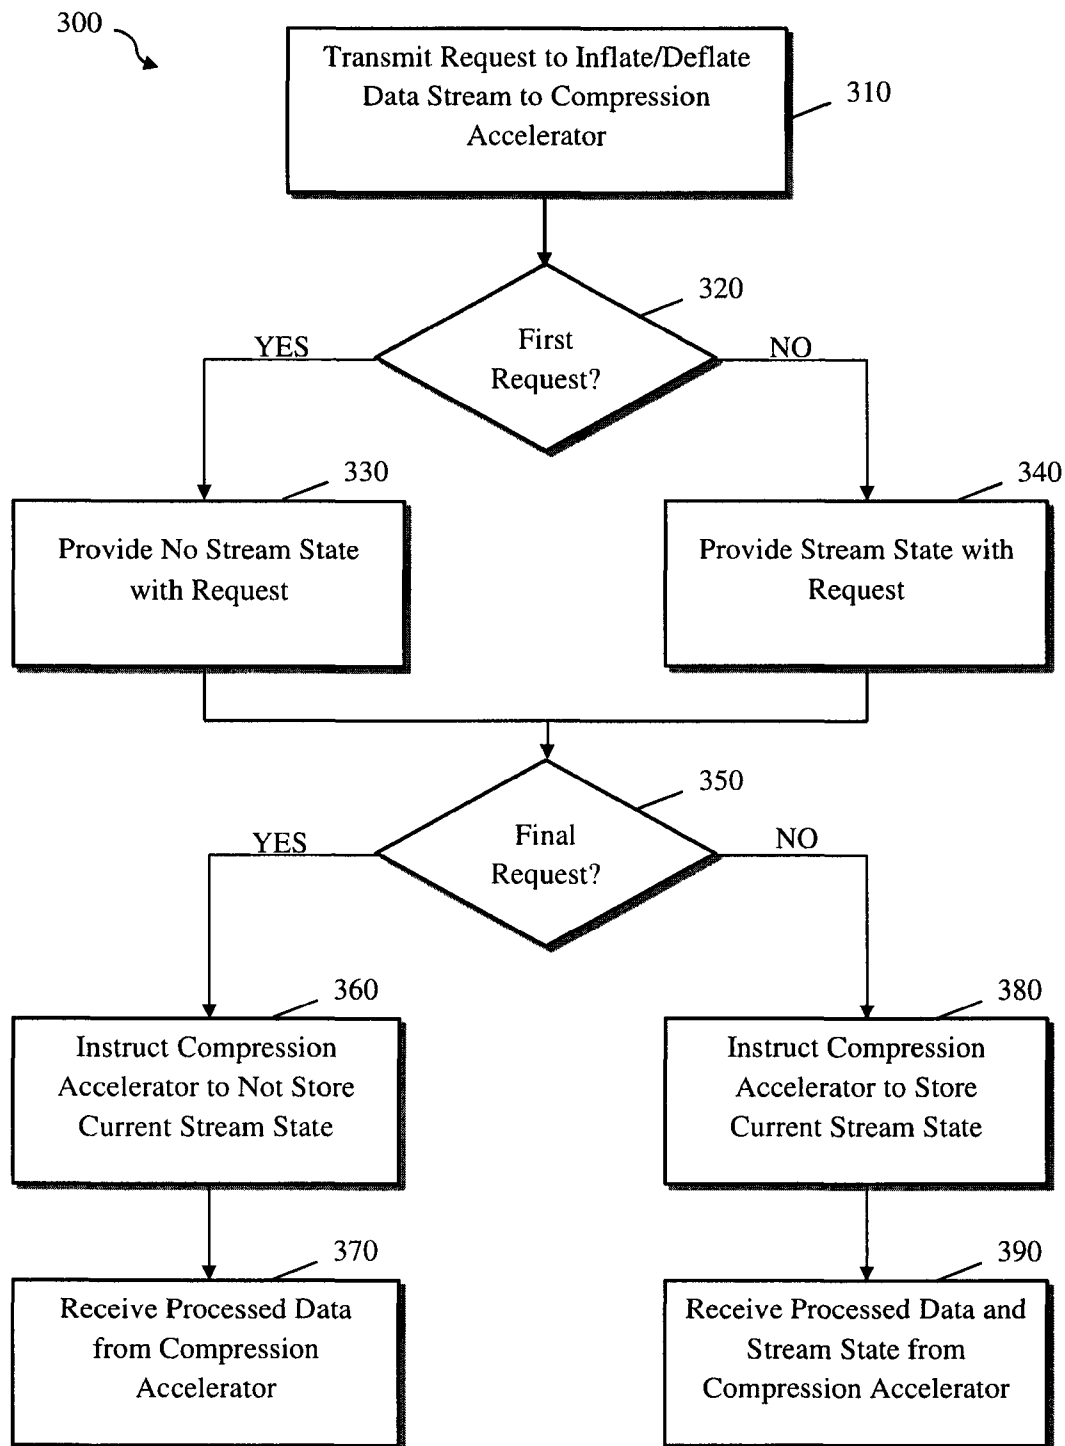 300
Transmit Request to Inflate/Deflate
Data Stream to Compression
Accelerator
310
320
First
Request?
YES
NO
330
Provide No Stream State
with Request
340
Provide Stream State with
Request
350
Final
Request?
YES
NO
360
Instruct Compression
Accelerator to Not Store
Current Stream State
380
Instruct Compression
Accelerator to Store
Current Stream State
370
Receive Processed Data
from Compression
Accelerator
390
Receive Processed Data and
Stream State from
Compression Accelerator